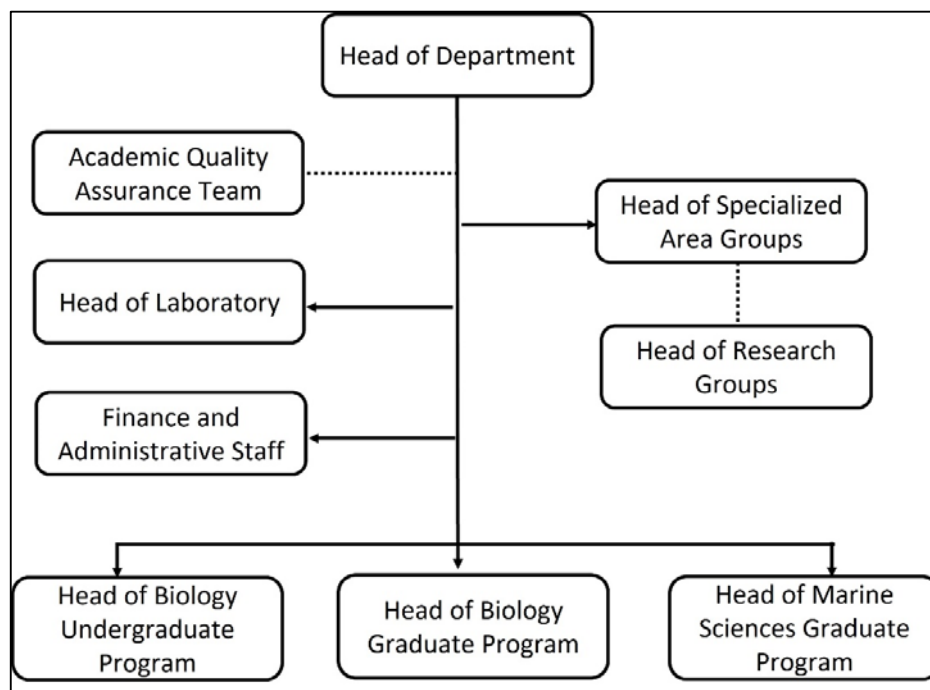 Head of Department
Academic Quality
Assurance Team
Head of Specialized
Area Groups
Head of Laboratory
Head of Research
Groups
Finance and
Administrative Staff
Head of Biology
Undergraduate
Program
Head of Biology
Graduate Program
Head of Marine
Sciences Graduate
Program